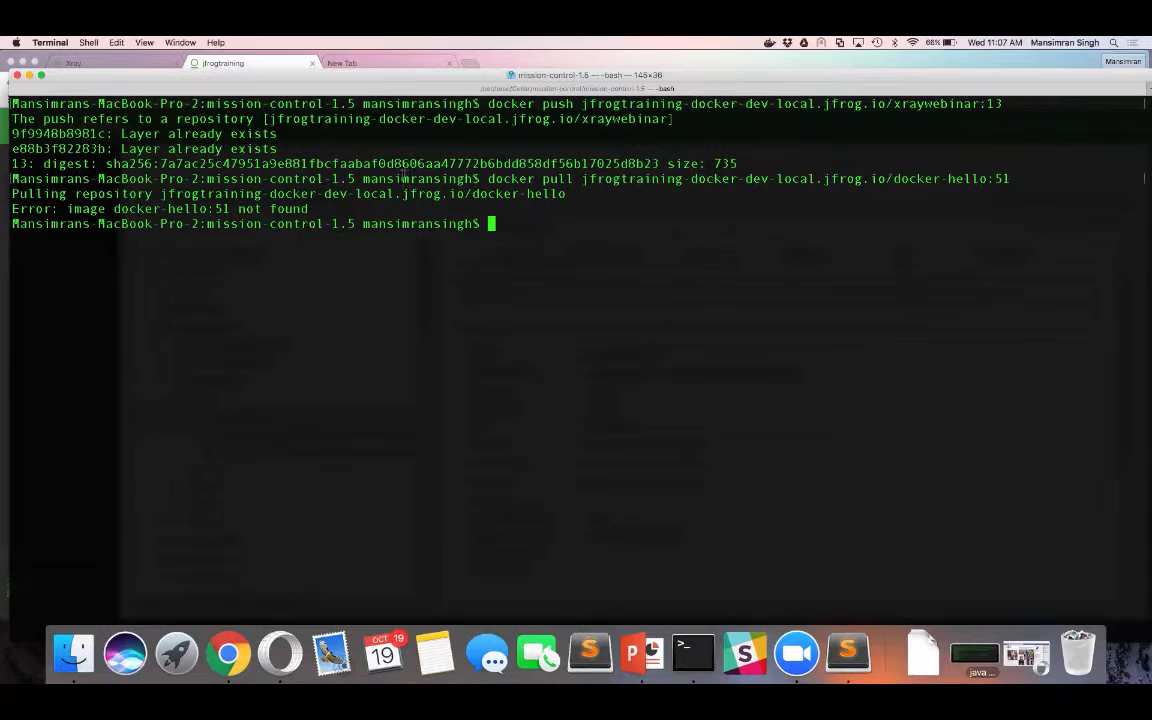 Terminal Shell Edit View Window Help 66% Wed 11:07 AM Mansimran Singh
Xray jfrogtraining New Tab Mansimran
mission-control-1.5 — -bash — 145×36
Mansimrans-MacBook-Pro-2:mission-control-1.5 mansimransingh$ docker push jfrogtraining-docker-dev-local.jfrog.io/xraywebinar:13
The push refers to a repository [jfrogtraining-docker-dev-local.jfrog.io/xraywebinar]
9f9948b8981c: Layer already exists
e88b3f82283b: Layer already exists
13: digest: sha256:7a7ac25c47951a9e881fbcfaabaf0d8606aa47772b6bdd858df56b17025d8b23 size: 735
Mansimrans-MacBook-Pro-2:mission-control-1.5 mansimransingh$ docker pull jfrogtraining-docker-dev-local.jfrog.io/docker-hello:51
Pulling repository jfrogtraining-docker-dev-local.jfrog.io/docker-hello
Error: image docker-hello:51 not found
Mansimrans-MacBook-Pro-2:mission-control-1.5 mansimransingh$
OCT 19
19
java ...